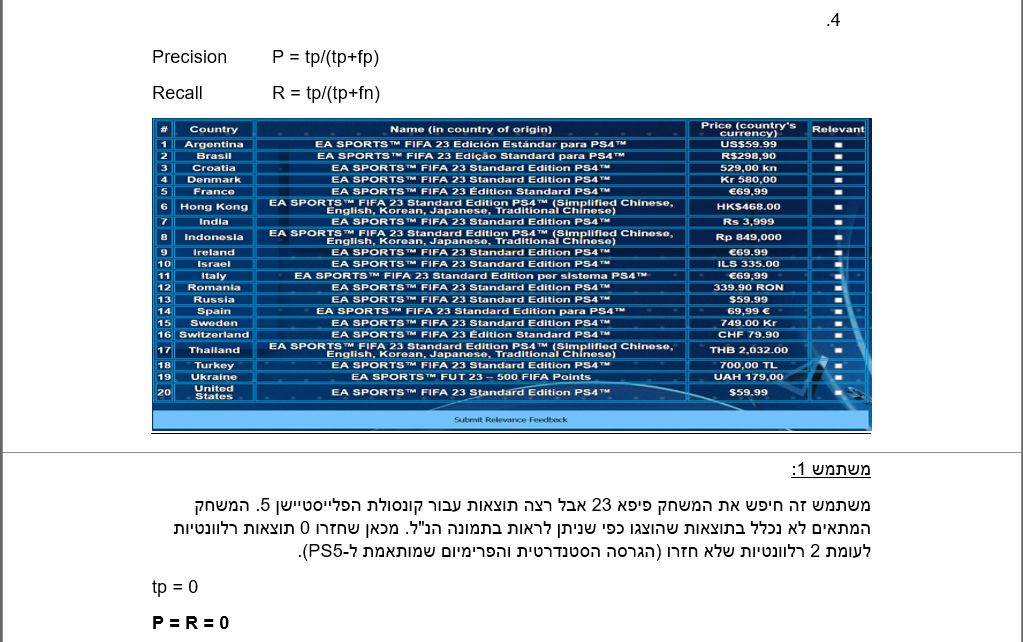 .4
Precision P = tp/(tp+fp)
Recall R = tp/(tp+fn)
# Country Name (in country of origin) Price (country's currency) Relevant
1 Argentina EA SPORTS™ FIFA 23 Edición Estándar para PS4™ US$59.99
2 Brasil EA SPORTS™ FIFA 23 Edição Standard para PS4™ R$298,90
3 Croatia EA SPORTS™ FIFA 23 Standard Edition PS4™ 529,00 kn
4 Denmark EA SPORTS™ FIFA 23 Standard Edition PS4™ Kr 580,00
5 France EA SPORTS™ FIFA 23 Édition Standard PS4™ €69,99
6 Hong Kong EA SPORTS™ FIFA 23 Standard Edition PS4™ (Simplified Chinese, English, Korean, Japanese, Traditional Chinese) HK$468.00
7 India EA SPORTS™ FIFA 23 Standard Edition PS4™ Rs 3,999
8 Indonesia EA SPORTS™ FIFA 23 Standard Edition PS4™ (Simplified Chinese, English, Korean, Japanese, Traditional Chinese) Rp 849,000
9 Ireland EA SPORTS™ FIFA 23 Standard Edition PS4™ €69.99
10 Israel EA SPORTS™ FIFA 23 Standard Edition PS4™ ILS 335.00
11 Italy EA SPORTS™ FIFA 23 Standard Edition per sistema PS4™ €69,99
12 Romania EA SPORTS™ FIFA 23 Standard Edition PS4™ 339.90 RON
13 Russia EA SPORTS™ FIFA 23 Standard Edition PS4™ $59.99
14 Spain EA SPORTS™ FIFA 23 Standard Edition para PS4™ 69,99 €
15 Sweden EA SPORTS™ FIFA 23 Standard Edition PS4™ 749.00 Kr
16 Switzerland EA SPORTS™ FIFA 23 Édition Standard PS4™ CHF 79.90
17 Thailand EA SPORTS™ FIFA 23 Standard Edition PS4™ (Simplified Chinese, English, Korean, Japanese, Traditional Chinese) THB 2,032.00
18 Turkey EA SPORTS™ FIFA 23 Standard Edition PS4™ 700,00 TL
19 Ukraine EA SPORTS™ FUT 23 – 500 FIFA Points UAH 179,00
20 United States EA SPORTS™ FIFA 23 Standard Edition PS4™ $59.99
Submit Relevance Feedback
משתמש 1:
משתמש זה חיפש את המשחק פיפא 23 אבל רצה תוצאות עבור קונסולת הפלייסטיישן 5. המשחק
המתאים לא נכלל בתוצאות שהוצגו כפי שניתן לראות בתמונה הנ"ל. מכאן שחזרו 0 תוצאות רלוונטיות
לעומת 2 רלוונטיות שלא חזרו (הגרסה הסטנדרטית והפרימיום שמותאמת ל-PS5).
tp = 0
P = R = 0